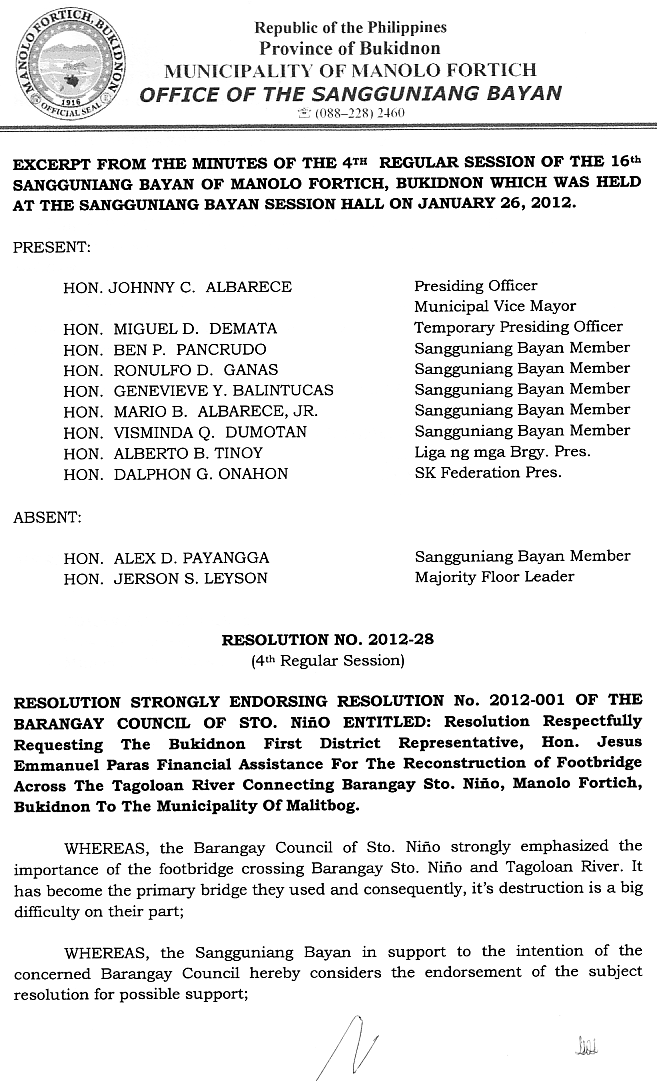 MANOLO FORTICH, BUKIDNON
1916
OFFICIAL SEAL
Republic of the Philippines
Province of Bukidnon
MUNICIPALITY OF MANOLO FORTICH
OFFICE OF THE SANGGUNIANG BAYAN
☏ (088–228) 2460
EXCERPT FROM THE MINUTES OF THE 4TH REGULAR SESSION OF THE 16th
SANGGUNIANG BAYAN OF MANOLO FORTICH, BUKIDNON WHICH WAS HELD
AT THE SANGGUNIANG BAYAN SESSION HALL ON JANUARY 26, 2012.
PRESENT:
HON. JOHNNY C. ALBARECE Presiding Officer
Municipal Vice Mayor
HON. MIGUEL D. DEMATA Temporary Presiding Officer
HON. BEN P. PANCRUDO Sangguniang Bayan Member
HON. RONULFO D. GANAS Sangguniang Bayan Member
HON. GENEVIEVE Y. BALINTUCAS Sangguniang Bayan Member
HON. MARIO B. ALBARECE, JR. Sangguniang Bayan Member
HON. VISMINDA Q. DUMOTAN Sangguniang Bayan Member
HON. ALBERTO B. TINOY Liga ng mga Brgy. Pres.
HON. DALPHON G. ONAHON SK Federation Pres.
ABSENT:
HON. ALEX D. PAYANGGA Sangguniang Bayan Member
HON. JERSON S. LEYSON Majority Floor Leader
RESOLUTION NO. 2012-28
(4th Regular Session)
RESOLUTION STRONGLY ENDORSING RESOLUTION No. 2012-001 OF THE
BARANGAY COUNCIL OF STO. NiñO ENTITLED: Resolution Respectfully
Requesting The Bukidnon First District Representative, Hon. Jesus
Emmanuel Paras Financial Assistance For The Reconstruction of Footbridge
Across The Tagoloan River Connecting Barangay Sto. Niño, Manolo Fortich,
Bukidnon To The Municipality Of Malitbog.
WHEREAS, the Barangay Council of Sto. Niño strongly emphasized the
importance of the footbridge crossing Barangay Sto. Niño and Tagoloan River. It
has become the primary bridge they used and consequently, it's destruction is a big
difficulty on their part;
WHEREAS, the Sangguniang Bayan in support to the intention of the
concerned Barangay Council hereby considers the endorsement of the subject
resolution for possible support;